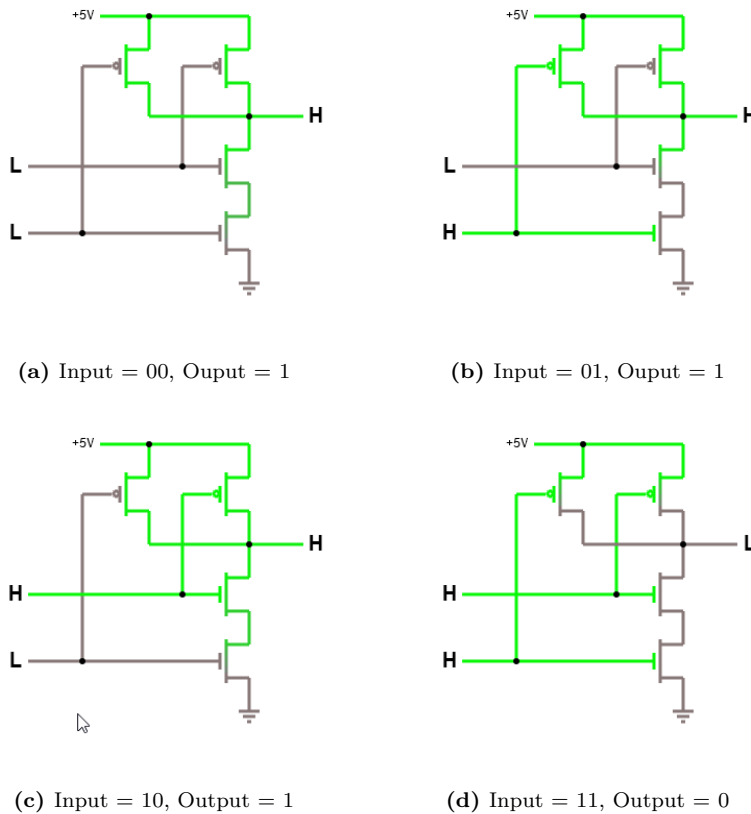 +5V
H
L
L
(a) Input = 00, Ouput = 1
+5V
H
L
H
(b) Input = 01, Ouput = 1
+5V
H
H
L
(c) Input = 10, Output = 1
+5V
L
H
H
(d) Input = 11, Output = 0